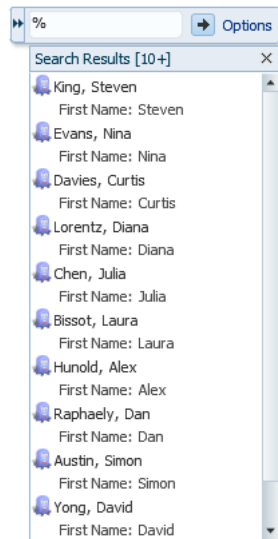 %
Options
Search Results [10+]
King, Steven
First Name: Steven
Evans, Nina
First Name: Nina
Davies, Curtis
First Name: Curtis
Lorentz, Diana
First Name: Diana
Chen, Julia
First Name: Julia
Bissot, Laura
First Name: Laura
Hunold, Alex
First Name: Alex
Raphaely, Dan
First Name: Dan
Austin, Simon
First Name: Simon
Yong, David
First Name: David